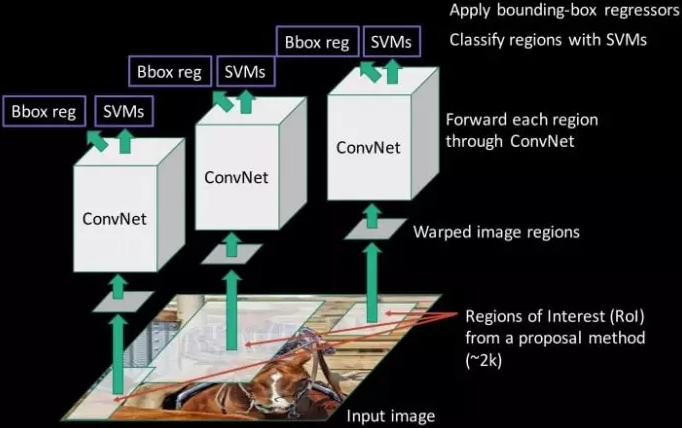 Apply bounding-box regressors
Bbox reg
SVMs
Classify regions with SVMs
Bbox reg
SVMs
Bbox reg
SVMs
Forward each region
through ConvNet
ConvNet
ConvNet
ConvNet
Warped image regions
Regions of Interest (RoI)
from a proposal method
(~2k)
Input image